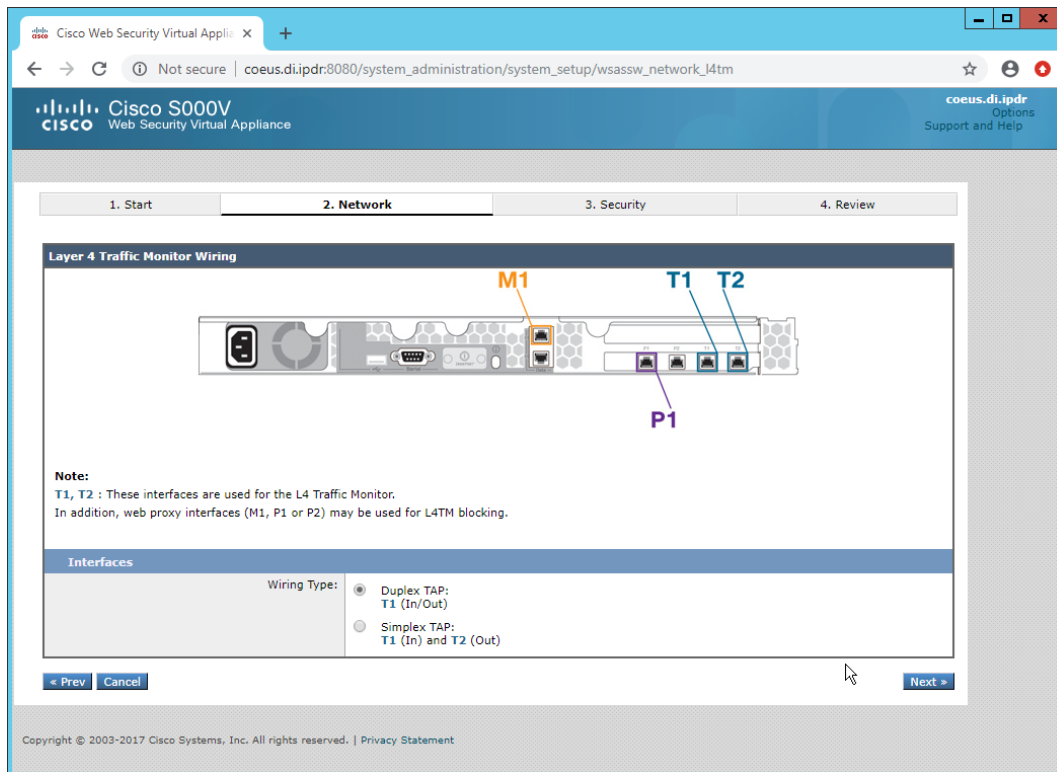 Cisco Web Security Virtual Applia
Not secure | coeus.di.ipdr:8080/system_administration/system_setup/wsassw_network_l4tm
CISCO
Cisco S000V
Web Security Virtual Appliance
coeus.di.ipdr
Options
Support and Help
1. Start 2. Network 3. Security 4. Review
Layer 4 Traffic Monitor Wiring
M1 T1 T2
P1 P2 T1 T2
P1
Note:
T1, T2 : These interfaces are used for the L4 Traffic Monitor.
In addition, web proxy interfaces (M1, P1 or P2) may be used for L4TM blocking.
Interfaces
Wiring Type:
Duplex TAP:
T1 (In/Out)
Simplex TAP:
T1 (In) and T2 (Out)
« Prev Cancel Next »
Copyright © 2003-2017 Cisco Systems, Inc. All rights reserved. | Privacy Statement